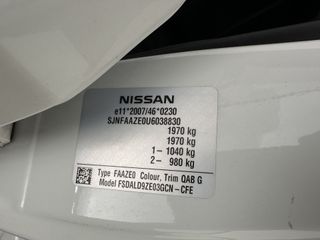 NISSAN
e11*2007/46*0230
SJNFAAZE0U6038830
1970 kg
1970 kg
1- 1040 kg
2- 980 kg
Type FAAZE0 Colour, Trim QAB G
Model FSDALD9ZE03GCN-CFE